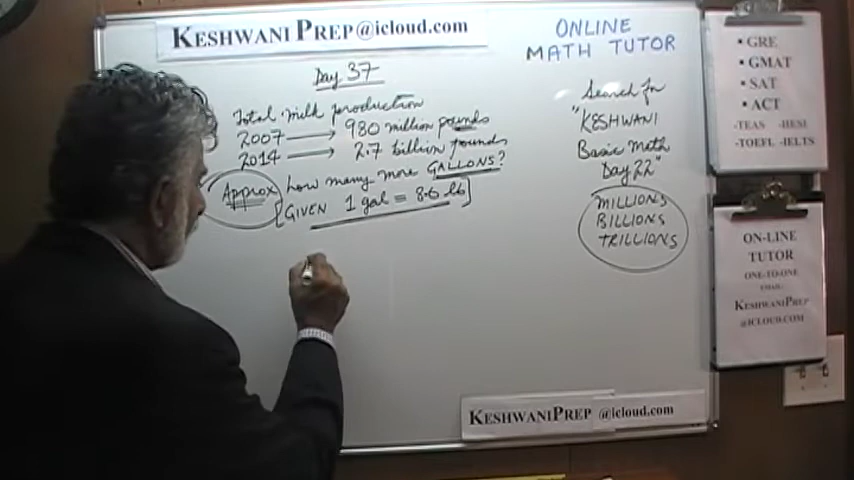 KESHWANIPREP@icloud.com
Day 37
Total milk production
2007 → 980 million pounds
2014 → 2.7 billion pounds
Approx how many more GALLONS?
[GIVEN 1 gal = 8.6 lb]
ONLINE
MATH TUTOR
Search for
"KESHWANI
Basic Math
Day 22"
MILLIONS
BILLIONS
TRILLIONS
• GRE
• GMAT
• SAT
• ACT
-TEAS -HESI
-TOEFL -IELTS
ON-LINE
TUTOR
ONE-TO-ONE
EMAIL
KESHWANIPREP
@ICLOUD.COM
KESHWANIPREP @icloud.com